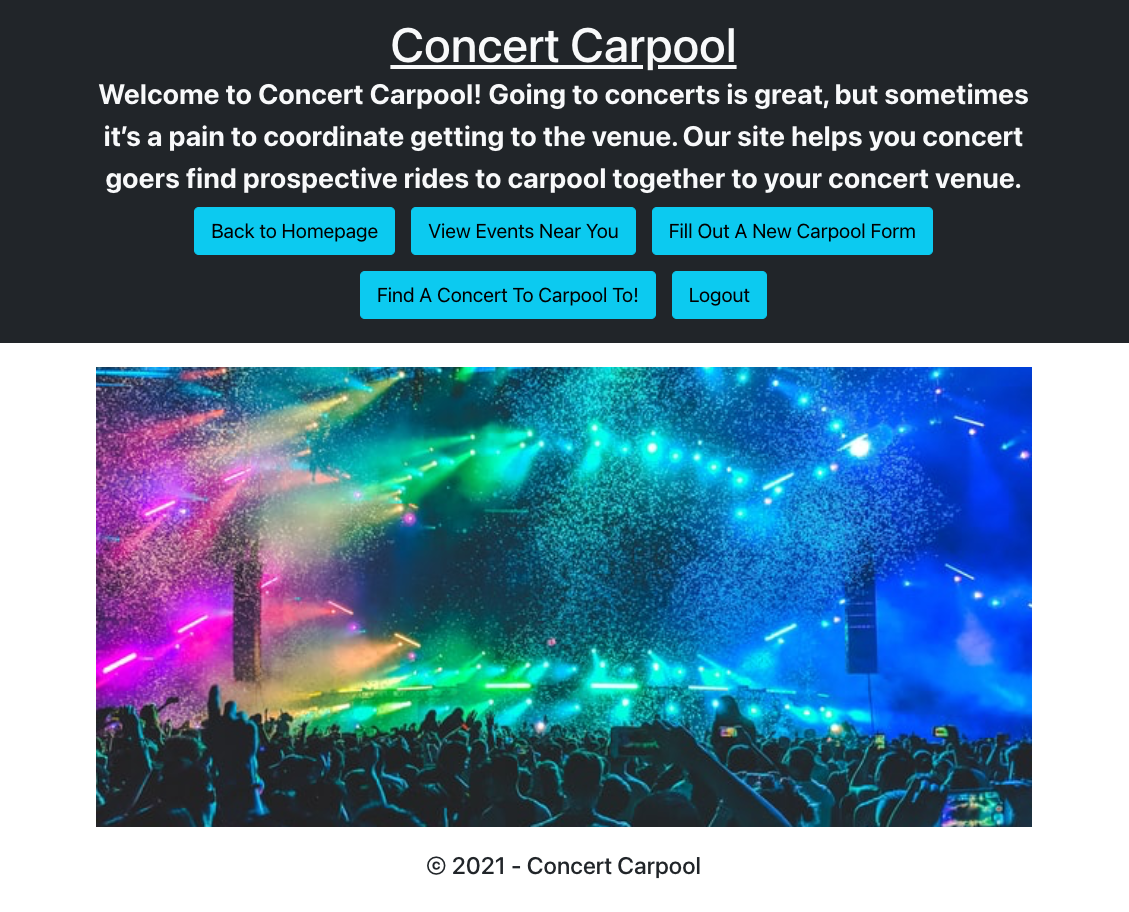 Concert Carpool
Welcome to Concert Carpool! Going to concerts is great, but sometimes
it’s a pain to coordinate getting to the venue. Our site helps you concert
goers find prospective rides to carpool together to your concert venue.
Back to Homepage View Events Near You Fill Out A New Carpool Form
Find A Concert To Carpool To! Logout
© 2021 - Concert Carpool